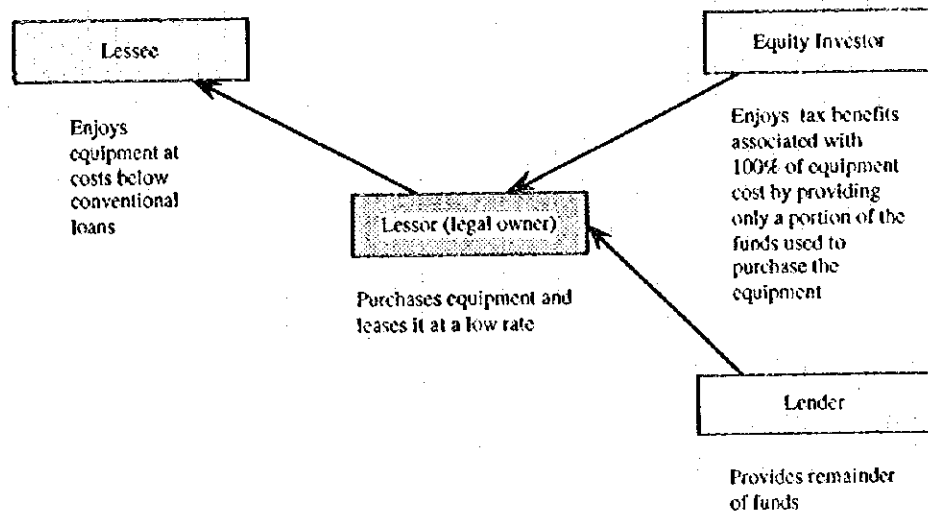 Lessee
Enjoys
equipment at
costs below
conventional
loans
Equity Investor
Enjoys tax benefits
associated with
100% of equipment
cost by providing
only a portion of the
funds used to
purchase the
equipment
Lessor (legal owner)
Purchases equipment and
leases it at a low rate
Lender
Provides remainder
of funds